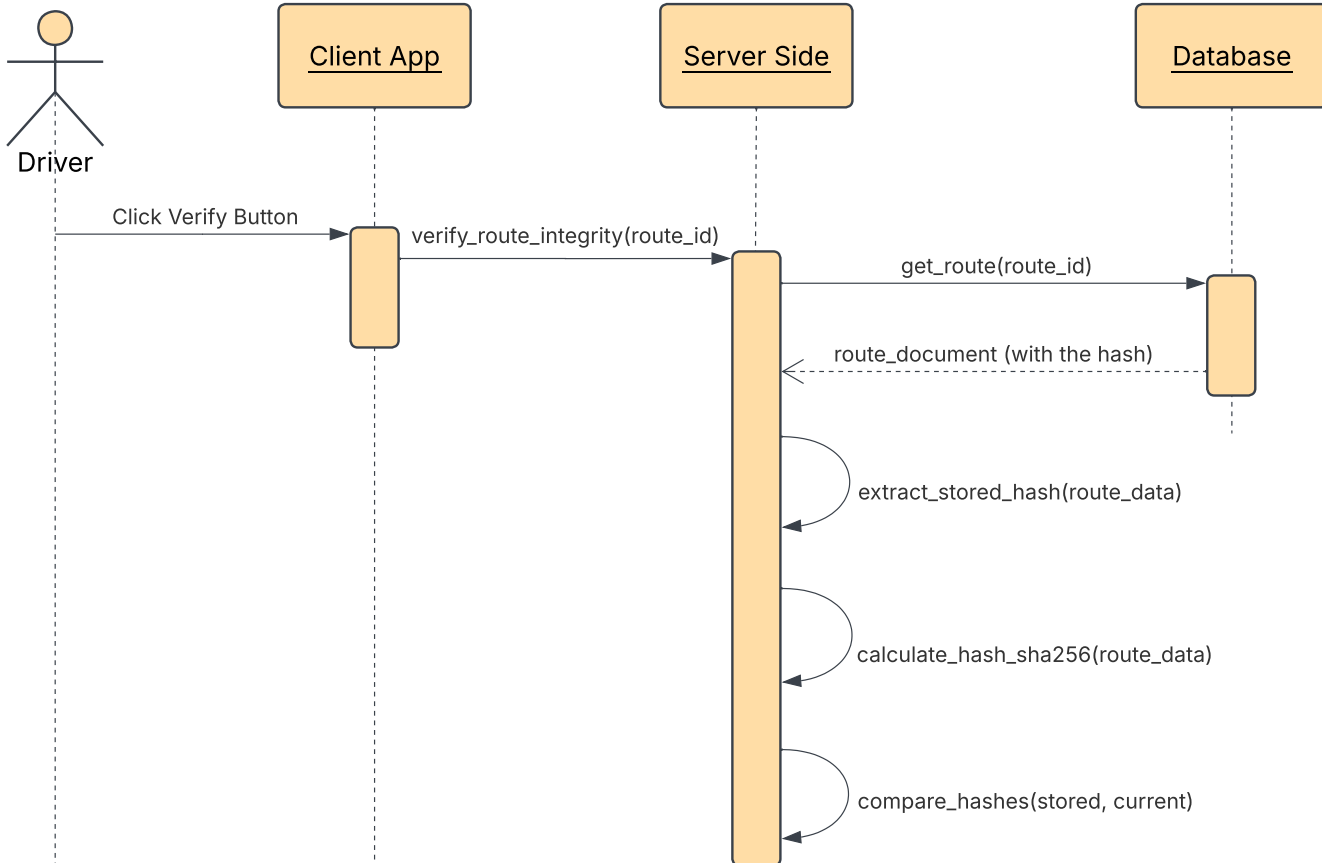 Client App
Server Side
Database
Driver
Click Verify Button
verify_route_integrity(route_id)
get_route(route_id)
route_document (with the hash)
extract_stored_hash(route_data)
calculate_hash_sha256(route_data)
compare_hashes(stored, current)